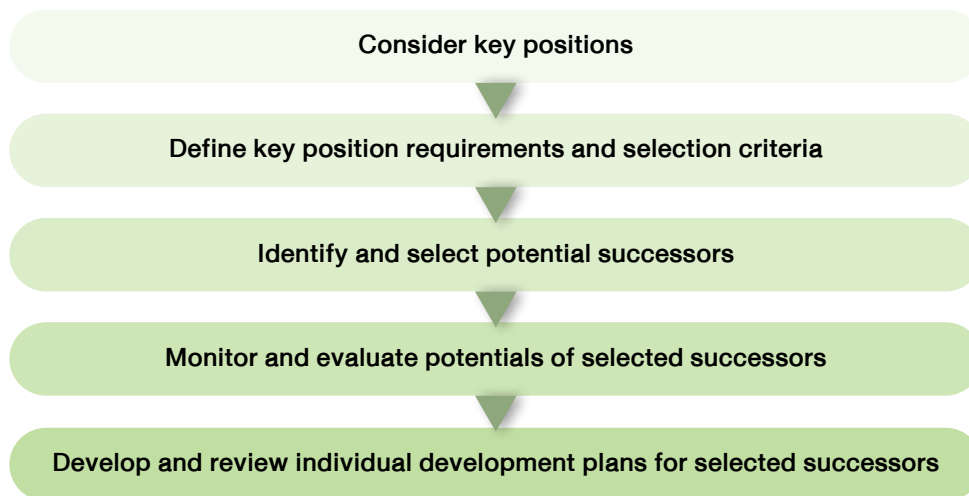 Consider key positions
Define key position requirements and selection criteria
Identify and select potential successors
Monitor and evaluate potentials of selected successors
Develop and review individual development plans for selected successors